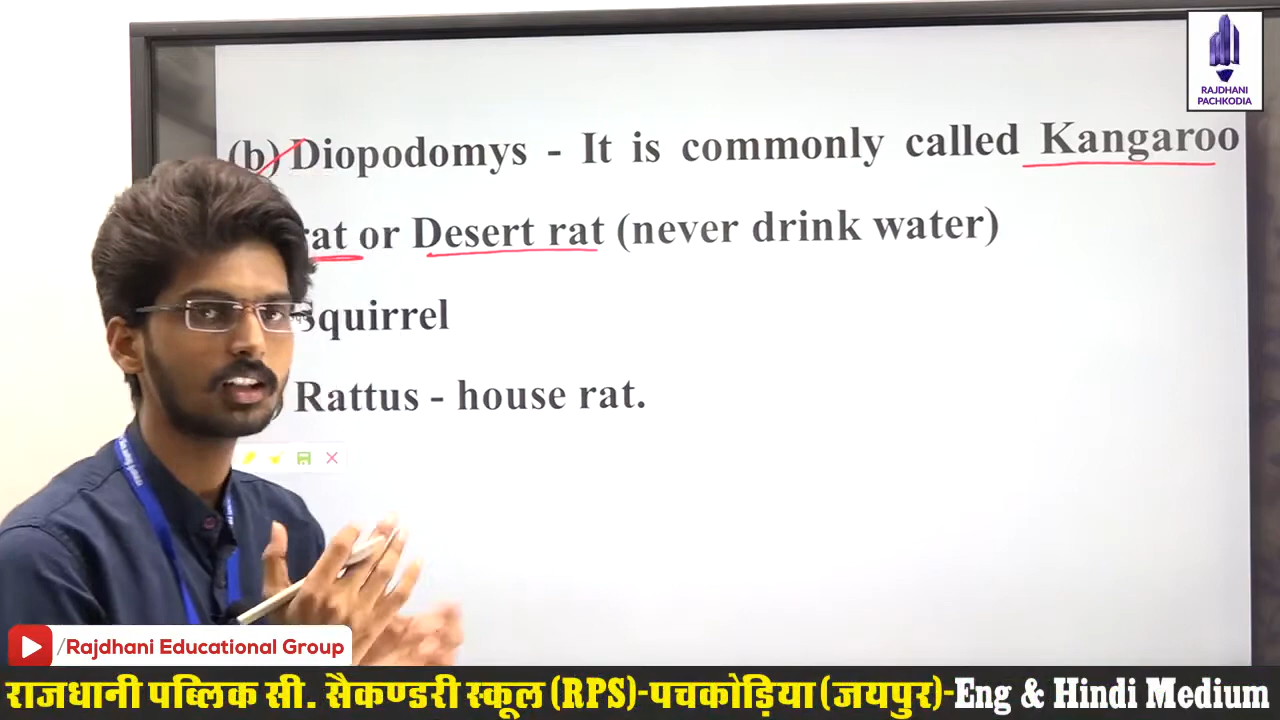 RAJDHANI
PACHKODIA
(b) Diopodomys - It is commonly called Kangaroo
rat or Desert rat (never drink water)
Squirrel
) Rattus - house rat.
/Rajdhani Educational Group
राजधानी पब्लिक सी. सैकण्डरी स्कूल (RPS)-पचकोड़िया (जयपुर)-Eng & Hindi Medium